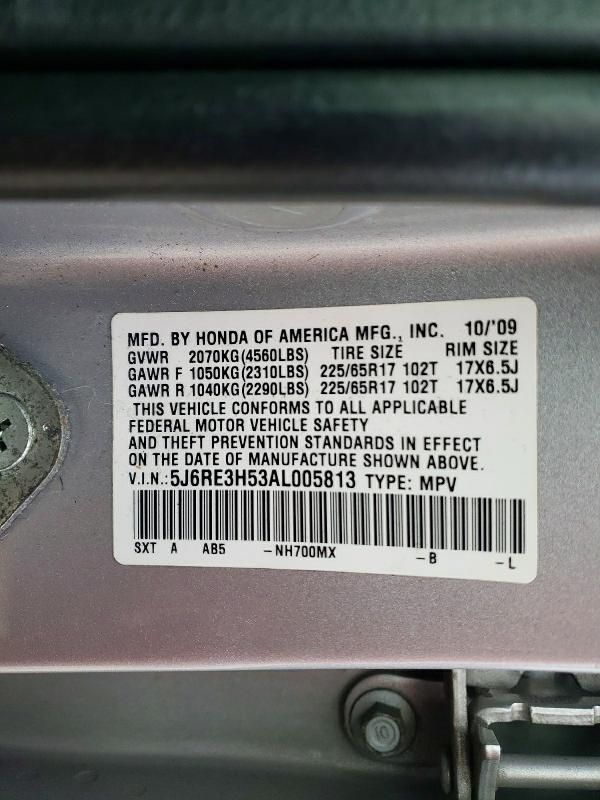 MFD. BY HONDA OF AMERICA MFG., INC. 10/'09
GVWR 2070KG(4560LBS) TIRE SIZE RIM SIZE
GAWR F 1050KG(2310LBS) 225/65R17 102T 17X6.5J
GAWR R 1040KG(2290LBS) 225/65R17 102T 17X6.5J
THIS VEHICLE CONFORMS TO ALL APPLICABLE
FEDERAL MOTOR VEHICLE SAFETY
AND THEFT PREVENTION STANDARDS IN EFFECT
ON THE DATE OF MANUFACTURE SHOWN ABOVE.
V.I.N.:5J6RE3H53AL005813 TYPE: MPV
SXT A AB5 -NH700MX -B -L
10